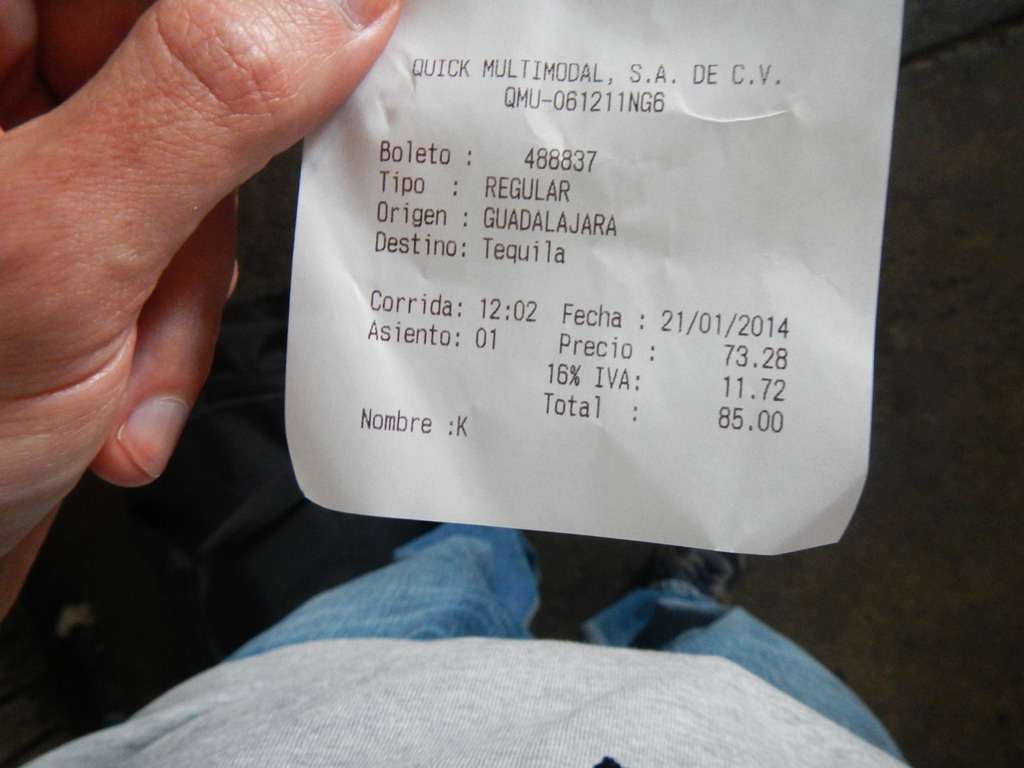 QUICK MULTIMODAL, S.A. DE C.V.
QMU-061211NG6
Boleto : 488837
Tipo : REGULAR
Origen : GUADALAJARA
Destino: Tequila
Corrida: 12:02 Fecha : 21/01/2014
Asiento: 01 Precio : 73.28
16% IVA: 11.72
Total : 85.00
Nombre :K